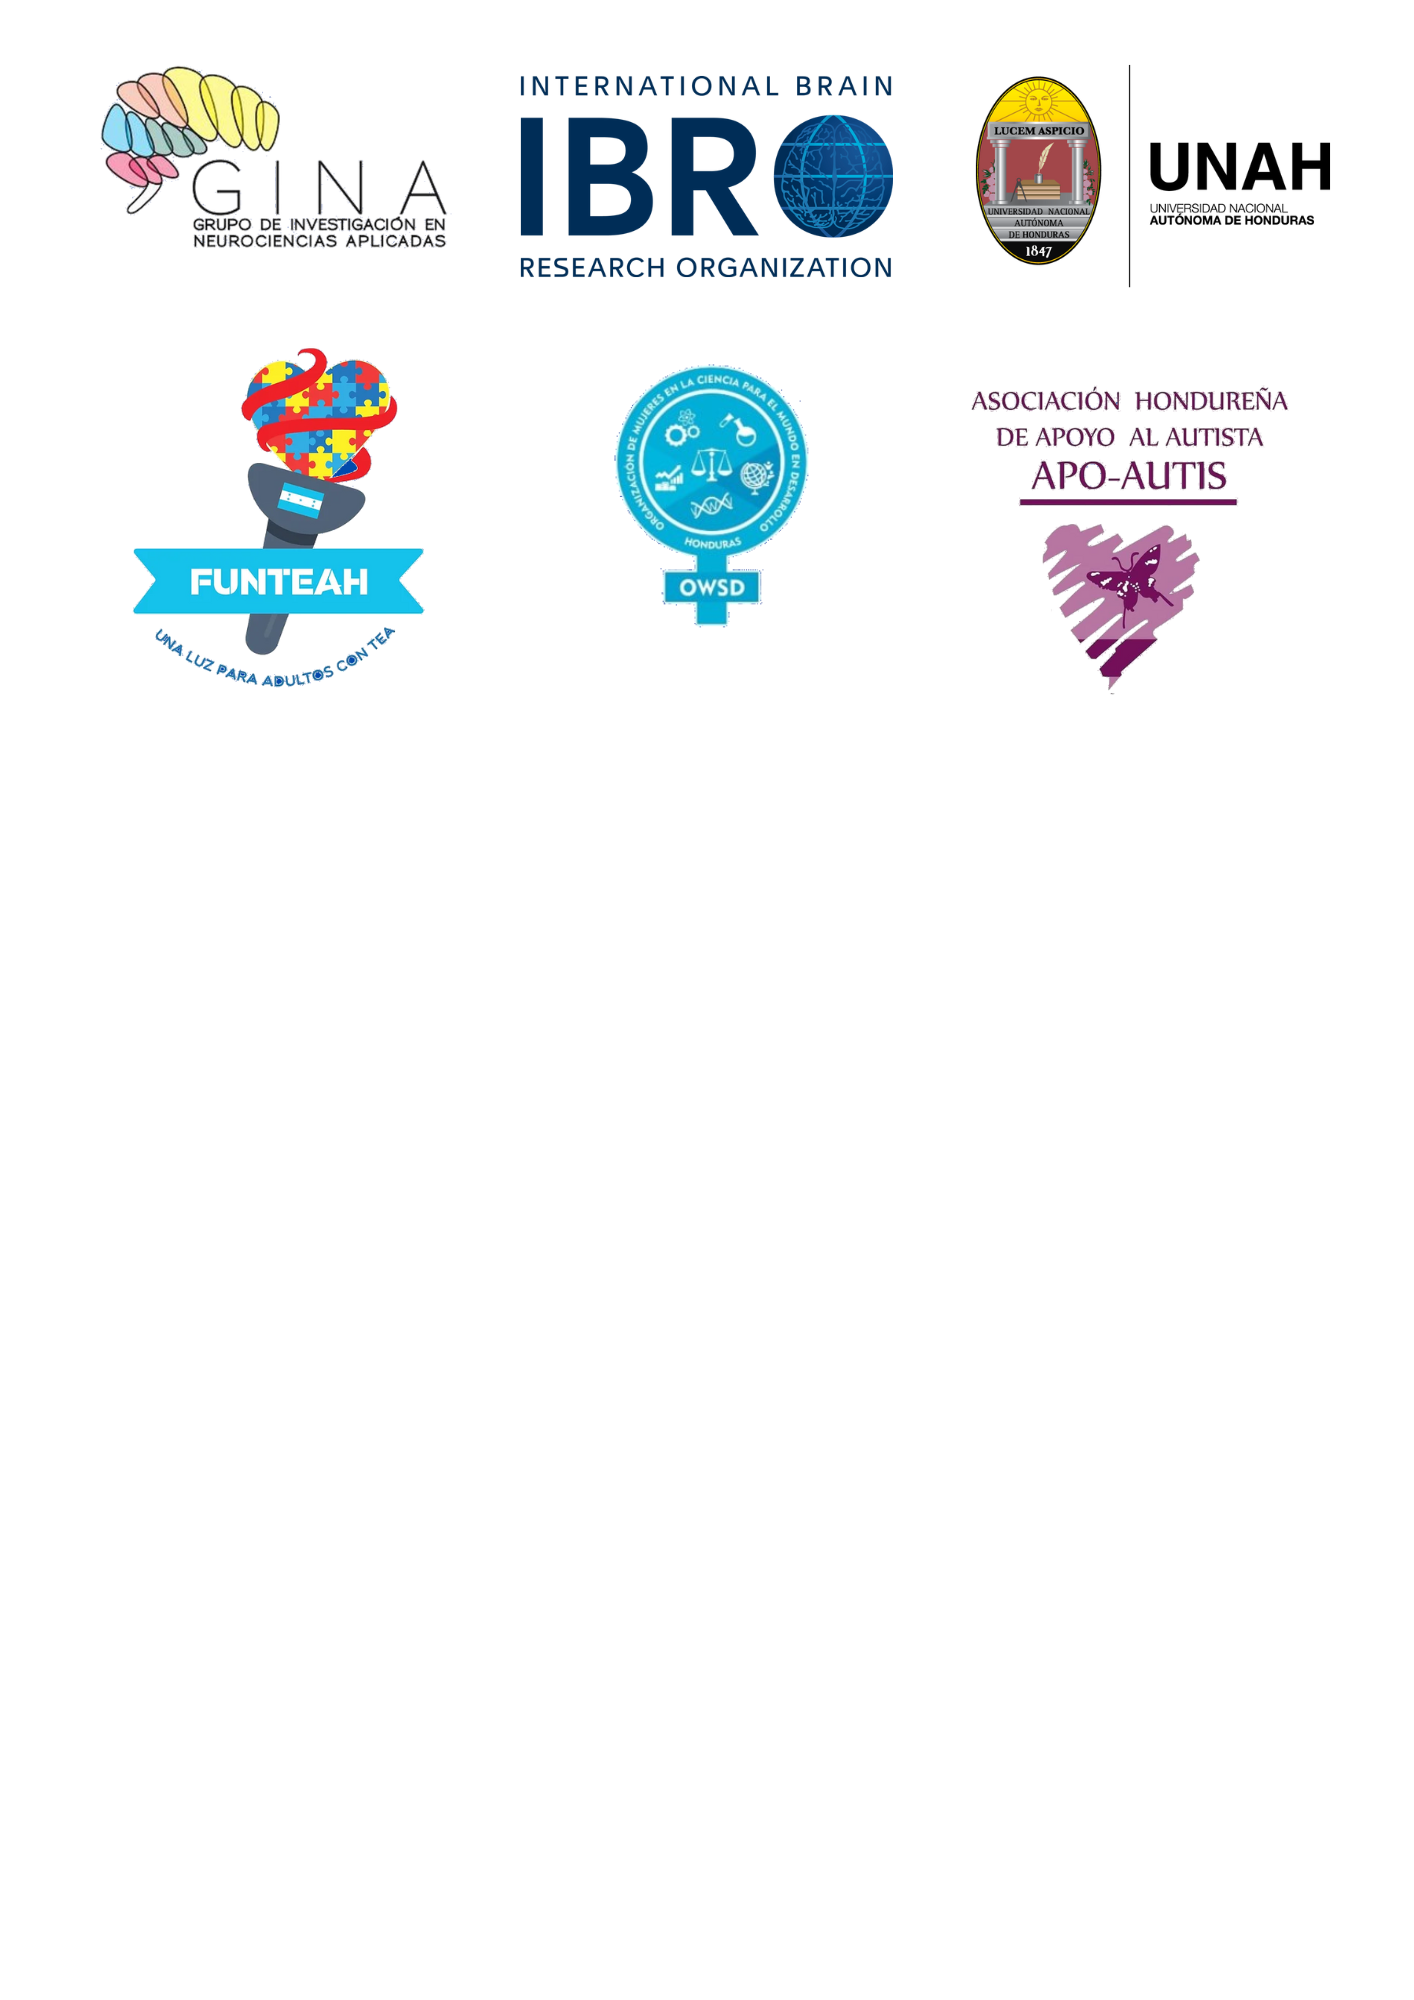 GINA
GRUPO DE INVESTIGACIÓN EN
NEUROCIENCIAS APLICADAS
INTERNATIONAL BRAIN
IBRO
RESEARCH ORGANIZATION
LUCEM ASPICIO
UNIVERSIDAD NACIONAL
AUTÓNOMA
DE HONDURAS
1847
UNAH
UNIVERSIDAD NACIONAL
AUTÓNOMA DE HONDURAS
FUNTEAH
UNA LUZ PARA ADULTOS CON TEA
ORGANIZACIÓN DE MUJERES EN LA CIENCIA PARA EL MUNDO EN DESARROLLO
HONDURAS
OWSD
ASOCIACIÓN HONDUREÑA
DE APOYO AL AUTISTA
APO-AUTIS